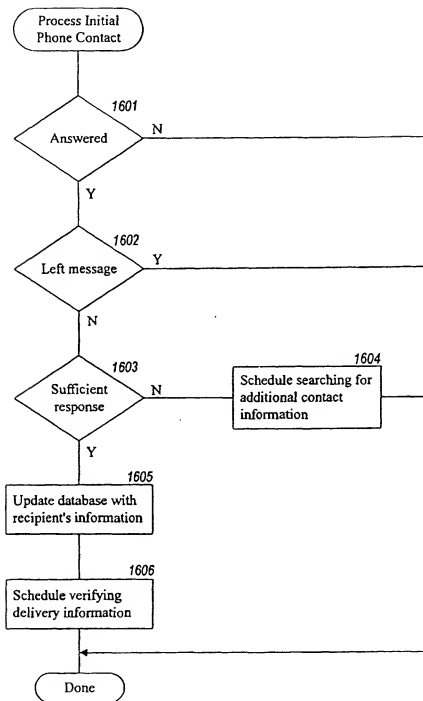 Process Initial
Phone Contact
1601
Answered
N
Y
1602
Left message
Y
N
1603
Sufficient
response
N
Y
1604
Schedule searching for
additional contact
information
1605
Update database with
recipient's information
1606
Schedule verifying
delivery information
Done